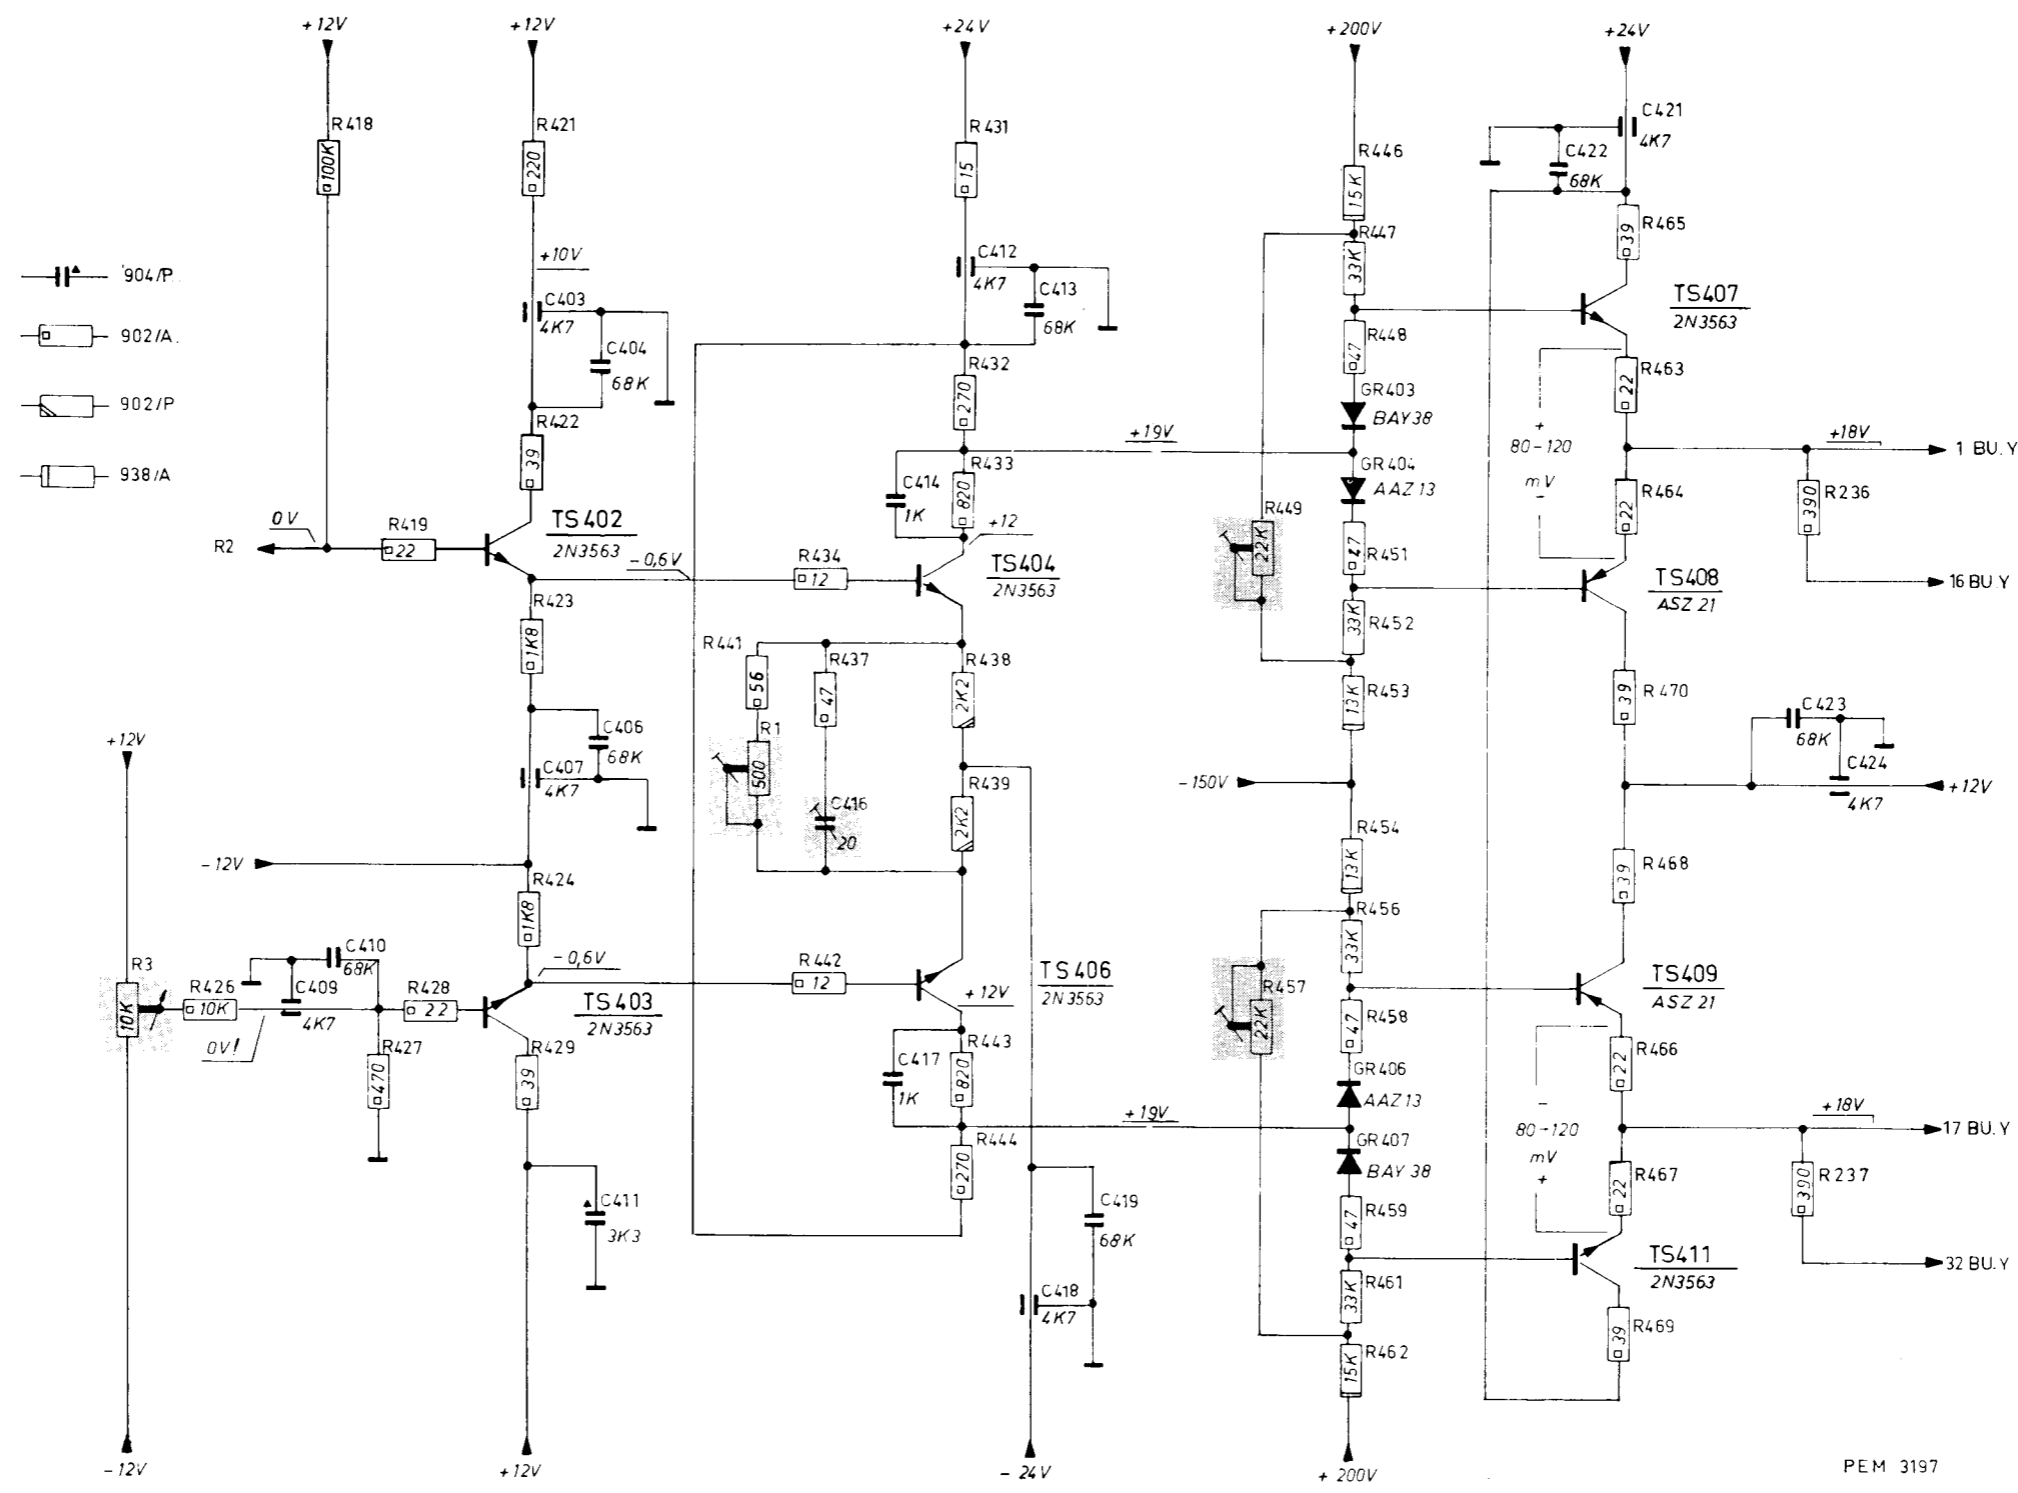 +12V
+12V
+24V
+200V
+24V
R418
100K
R421
220
R431
15
R446
15K
C421
4K7
C422
68K
R465
39
904/P
902/A
902/P
938/A
+10V
C403
4K7
C404
68K
R422
39
C412
4K7
C413
68K
R432
270
R447
33K
R448
47
GR403
BAY38
TS407
2N3563
R463
22
+
80-120
mV
−
+19V
+18V
1 BU.Y
R433
820
C414
1K
+12
GR404
AAZ13
R464
22
R236
390
16 BU.Y
0V
R2
R419
22
TS402
2N3563
-0,6V
R434
12
TS404
2N3563
R449
22K
R451
47
TS408
ASZ 21
R423
1K8
R441
56
R437
47
R438
2K2
R452
33K
R453
13K
R470
39
C406
68K
C407
4K7
R1
500
C416
20
R439
2K2
-150V
C423
68K
C424
4K7
+12V
+12V
-12V
R424
1K8
R454
13K
R468
39
R3
10K
R426
10K
C410
68K
C409
4K7
0V!
R428
22
R427
470
-0,6V
TS403
2N3563
R429
39
R442
12
TS406
2N3563
+12V
R456
33K
R457
22K
R458
47
TS409
ASZ 21
R466
22
C417
1K
R443
820
GR406
AAZ13
+19V
+18V
17 BU.Y
R444
270
GR407
BAY 38
−
80-120
mV
+
R467
22
R237
390
C411
3K3
C419
68K
R459
47
TS411
2N3563
32 BU.Y
C418
4K7
R461
33K
R462
15K
R469
39
-12V
+12V
- 24V
+ 200V
PEM 3197